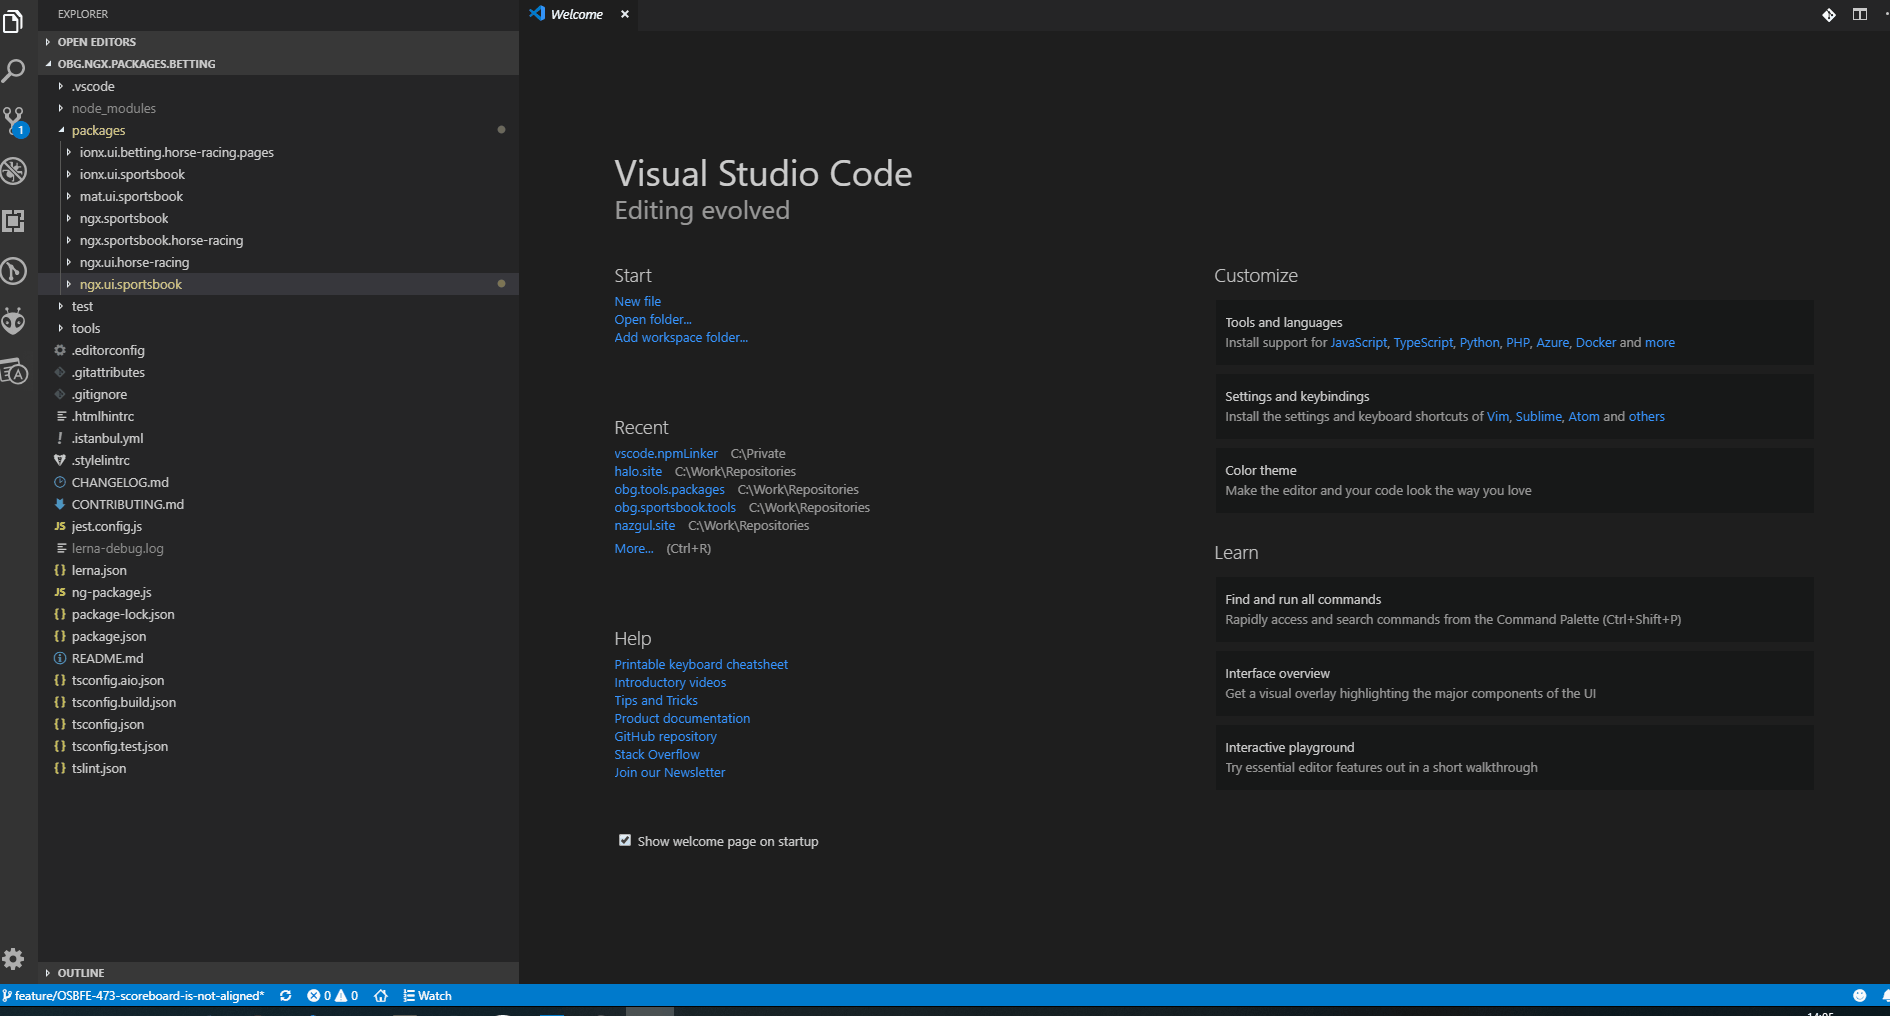 EXPLORER
OPEN EDITORS
OBG.NGX.PACKAGES.BETTING
.vscode
node_modules
packages
ionx.ui.betting.horse-racing.pages
ionx.ui.sportsbook
mat.ui.sportsbook
ngx.sportsbook
ngx.sportsbook.horse-racing
ngx.ui.horse-racing
ngx.ui.sportsbook
test
tools
.editorconfig
.gitattributes
.gitignore
.htmlhintrc
.istanbul.yml
.stylelintrc
CHANGELOG.md
CONTRIBUTING.md
JS jest.config.js
lerna-debug.log
{} lerna.json
JS ng-package.js
{} package-lock.json
{} package.json
README.md
{} tsconfig.aio.json
{} tsconfig.build.json
{} tsconfig.json
{} tsconfig.test.json
{} tslint.json
OUTLINE
1
Welcome
Visual Studio Code
Editing evolved
Start
New file
Open folder...
Add workspace folder...
Recent
vscode.npmLinker C:\Private
halo.site C:\Work\Repositories
obg.tools.packages C:\Work\Repositories
obg.sportsbook.tools C:\Work\Repositories
nazgul.site C:\Work\Repositories
More... (Ctrl+R)
Help
Printable keyboard cheatsheet
Introductory videos
Tips and Tricks
Product documentation
GitHub repository
Stack Overflow
Join our Newsletter
Show welcome page on startup
Customize
Tools and languages
Install support for JavaScript, TypeScript, Python, PHP, Azure, Docker and more
Settings and keybindings
Install the settings and keyboard shortcuts of Vim, Sublime, Atom and others
Color theme
Make the editor and your code look the way you love
Learn
Find and run all commands
Rapidly access and search commands from the Command Palette (Ctrl+Shift+P)
Interface overview
Get a visual overlay highlighting the major components of the UI
Interactive playground
Try essential editor features out in a short walkthrough
feature/OSBFE-473-scoreboard-is-not-aligned* 0 0 Watch